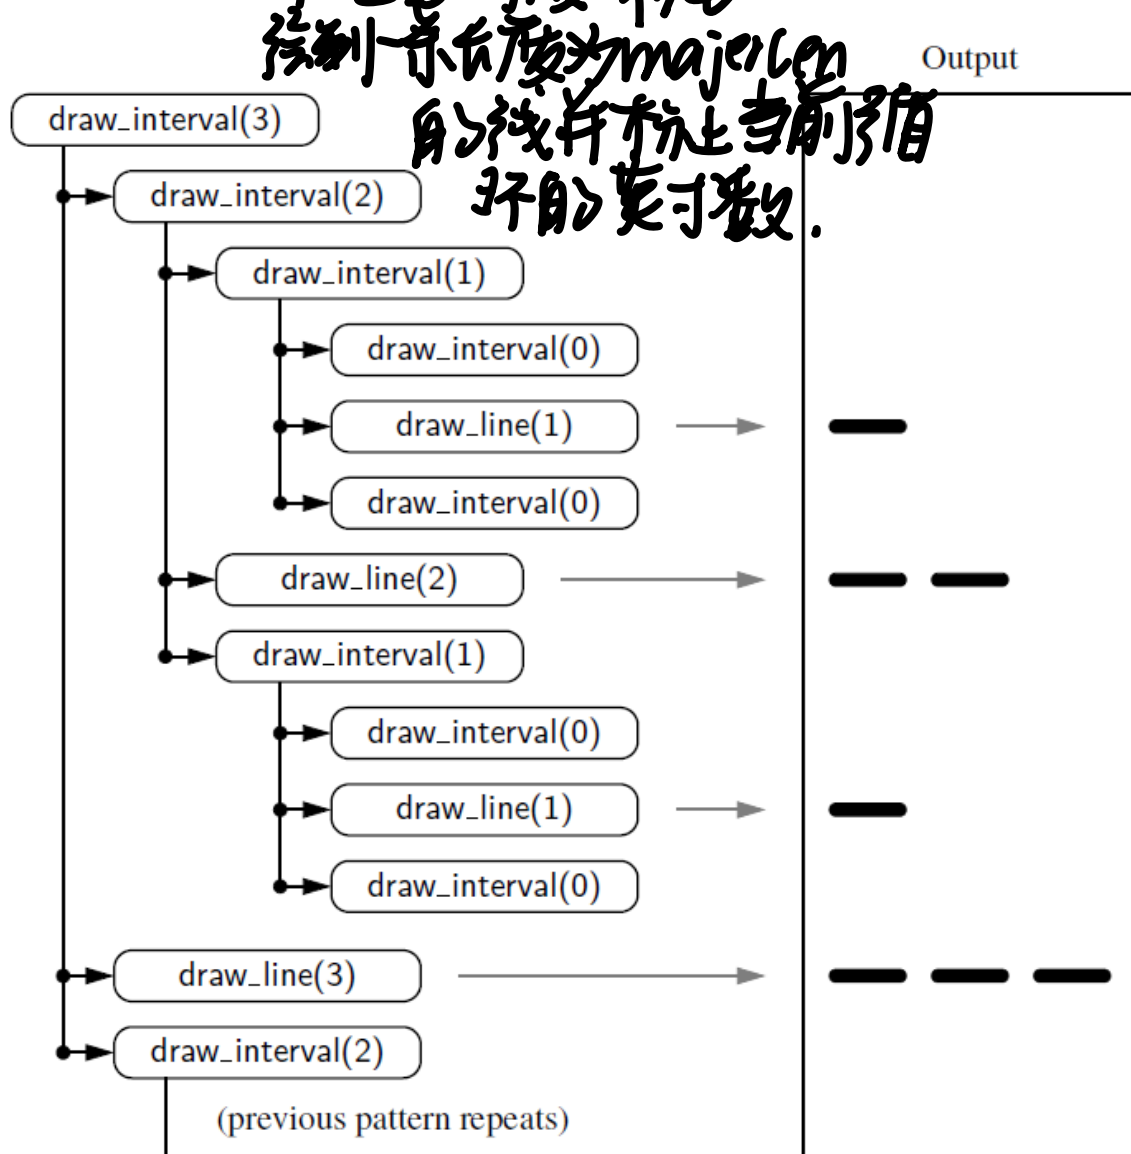 绘制一条长度为majorlen
的线并标上当前循
环的英寸数.
Output
draw_interval(3)
draw_interval(2)
draw_interval(1)
draw_interval(0)
draw_line(1)
draw_interval(0)
draw_line(2)
draw_interval(1)
draw_interval(0)
draw_line(1)
draw_interval(0)
draw_line(3)
draw_interval(2)
(previous pattern repeats)